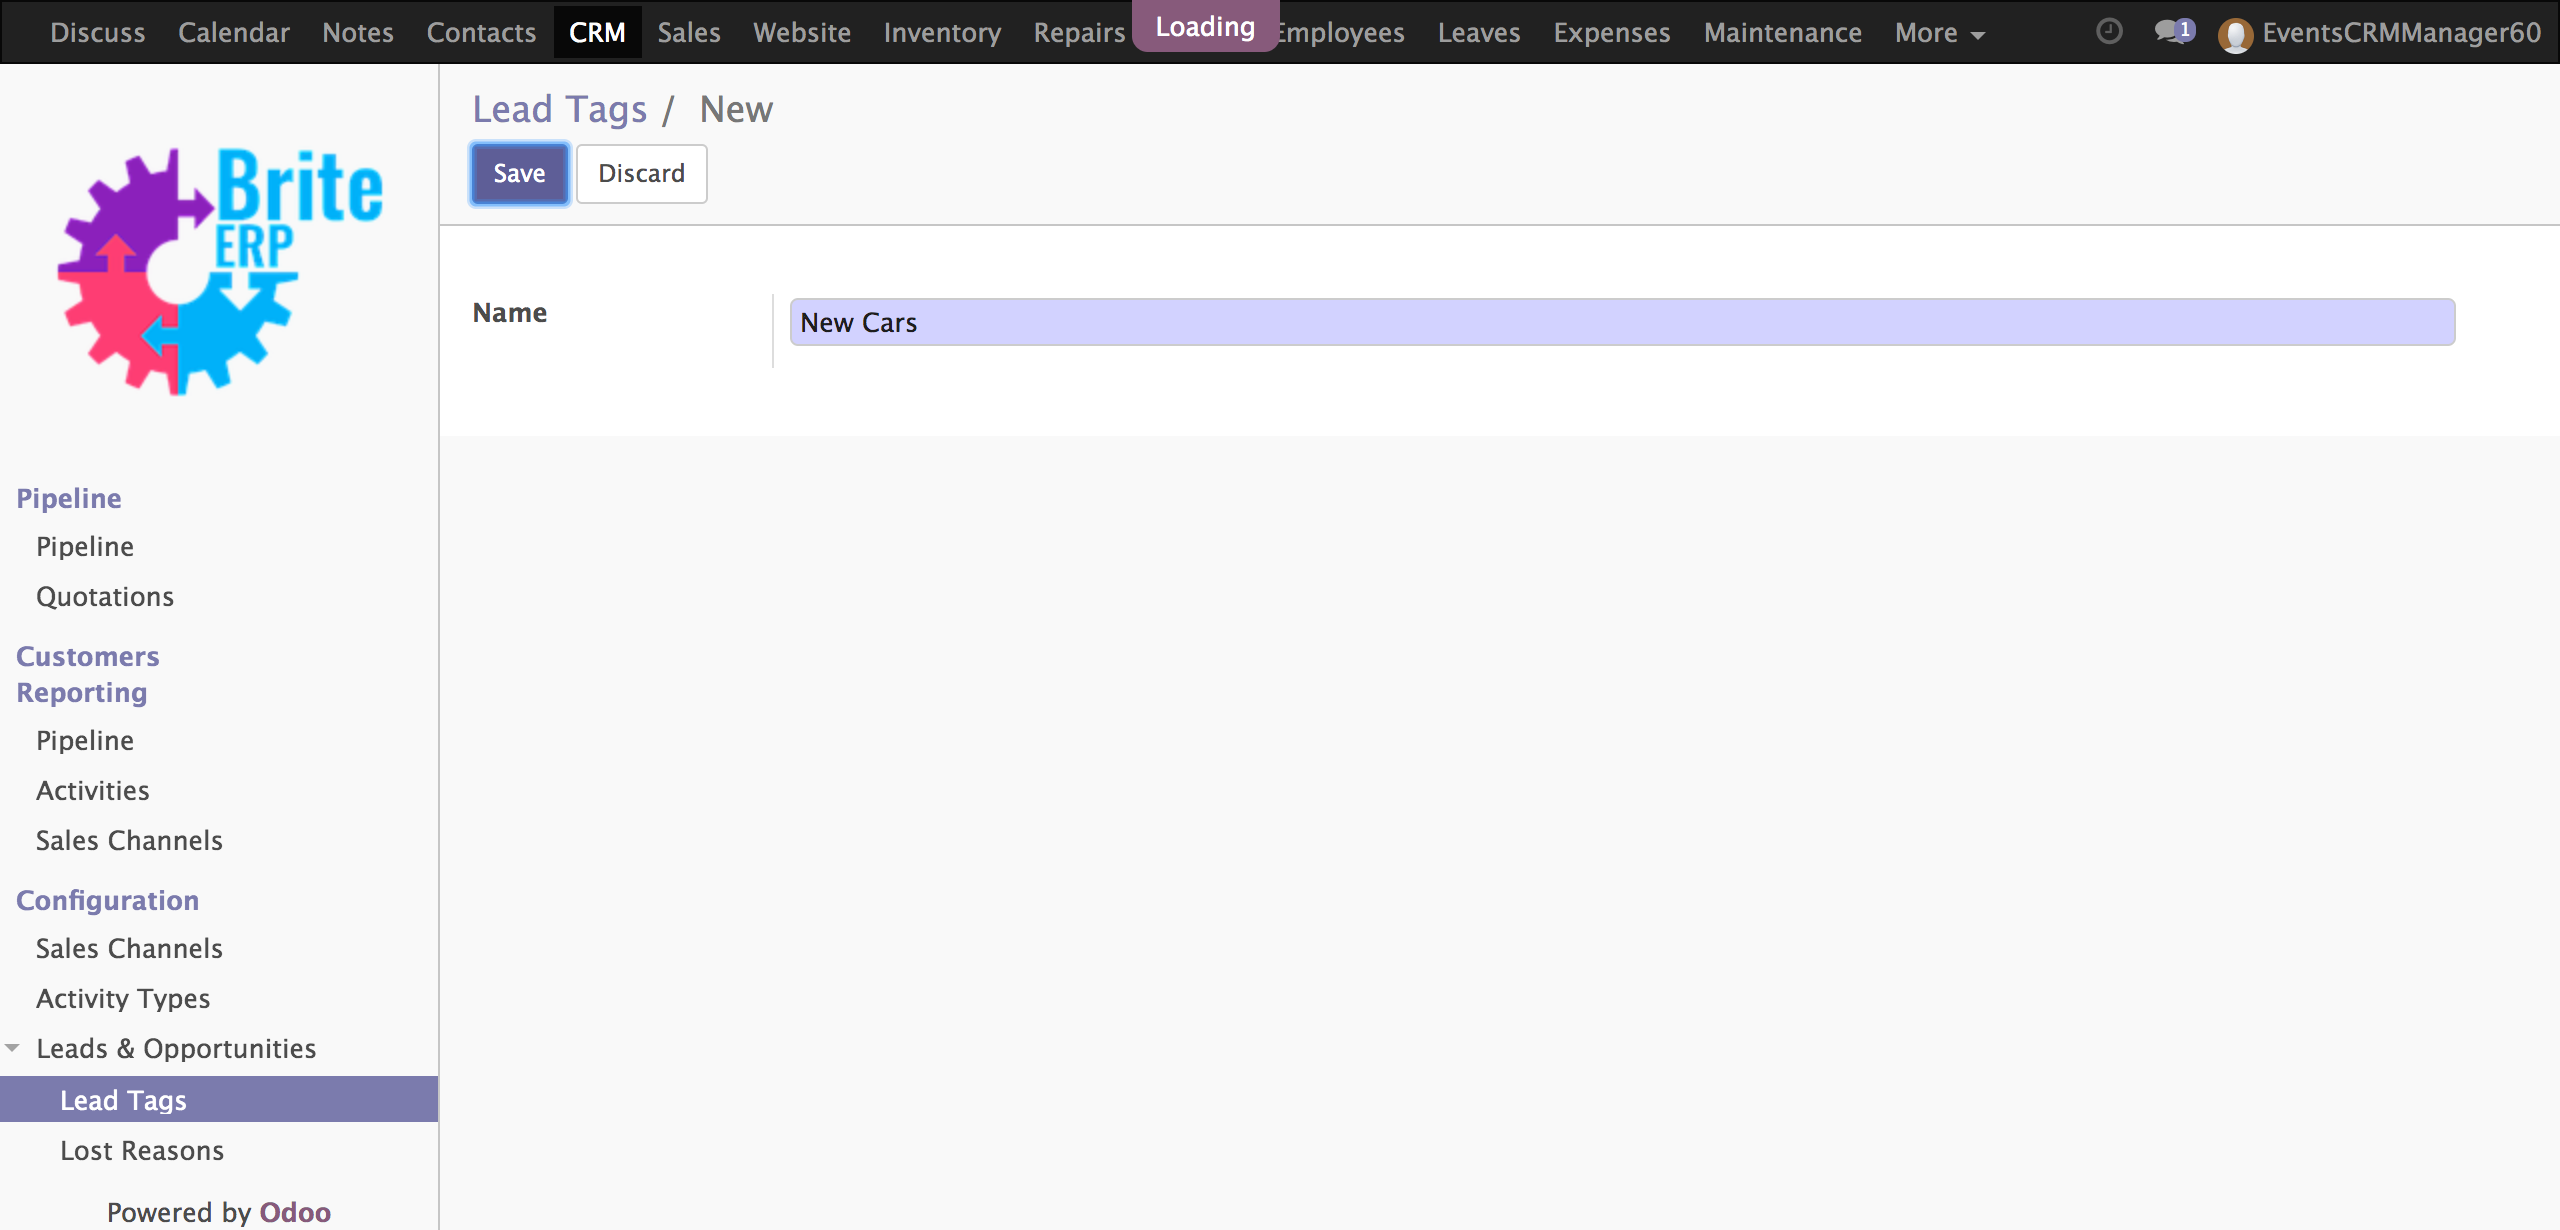 Discuss Calendar Notes Contacts CRM Sales Website Inventory Repairs Loading Employees Leaves Expenses Maintenance More 1 EventsCRMManager60
Lead Tags / New
Save Discard
Brite
ERP
Name New Cars
Pipeline
Pipeline
Quotations
Customers
Reporting
Pipeline
Activities
Sales Channels
Configuration
Sales Channels
Activity Types
Leads & Opportunities
Lead Tags
Lost Reasons
Powered by Odoo